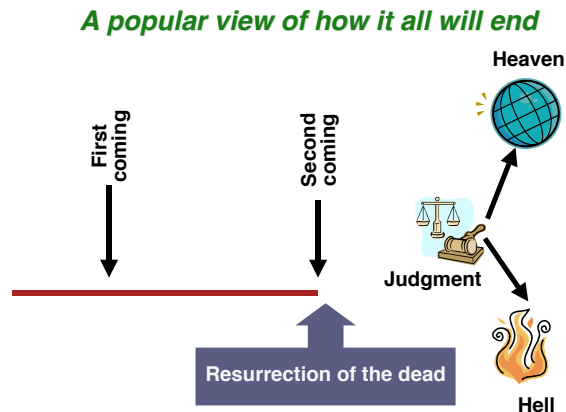 A popular view of how it all will end
Heaven
First
coming
Second
coming
Judgment
Resurrection of the dead
Hell